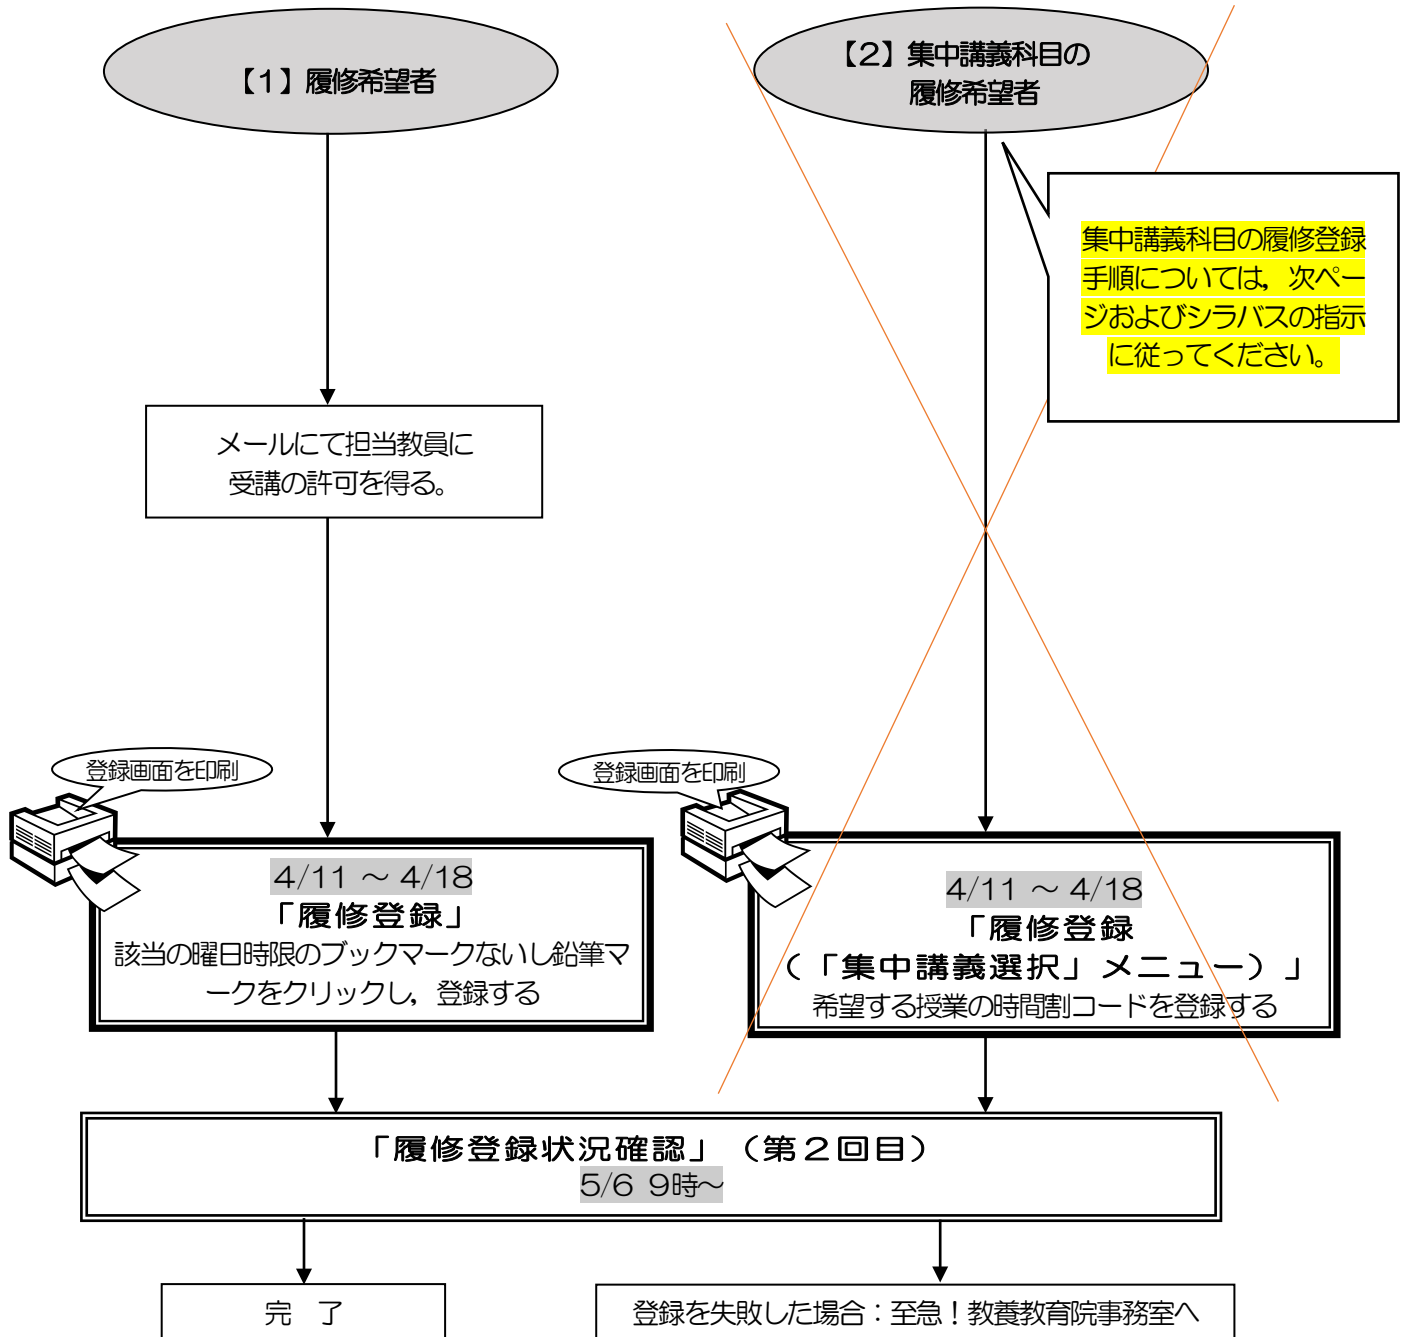 【1】履修希望者
【2】集中講義科目の
履修希望者
集中講義科目の履修登録
手順については，次ペー
ジおよびシラバスの指示
に従ってください。
メールにて担当教員に
受講の許可を得る。
登録画面を印刷
4/11 ～ 4/18
「履修登録」
該当の曜日時限のブックマークないし鉛筆マ
ークをクリックし，登録する
登録画面を印刷
4/11 ～ 4/18
「履修登録
（「集中講義選択」メニュー）」
希望する授業の時間割コードを登録する
「履修登録状況確認」（第２回目）
5/6 9時～
完　了
登録を失敗した場合：至急！教養教育院事務室へ